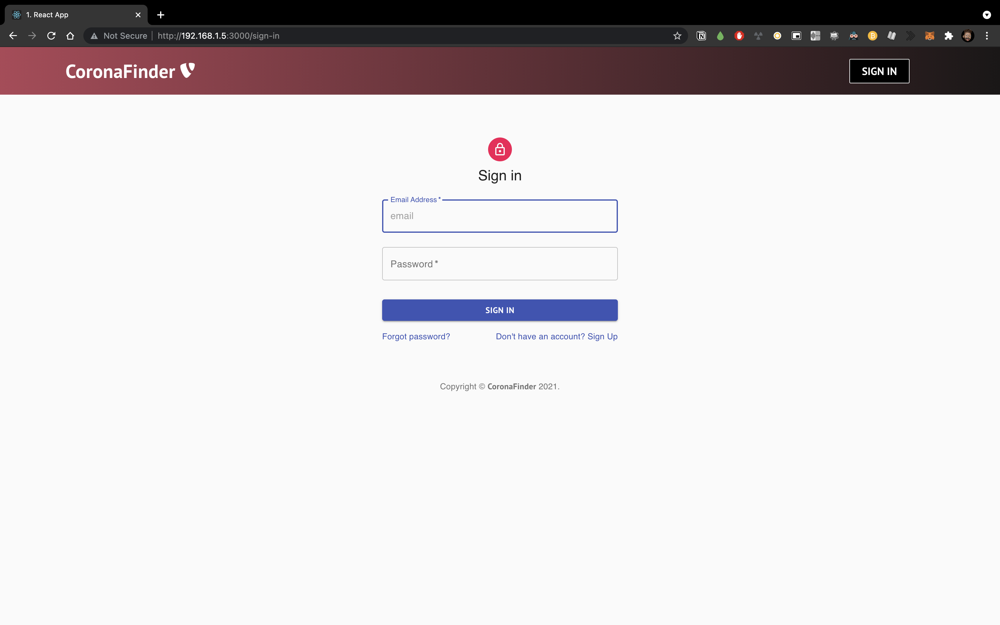 1. React App
Not Secure http://192.168.1.5:3000/sign-in
CoronaFinder
SIGN IN
Sign in
Email Address *
email
Password *
SIGN IN
Forgot password? Don't have an account? Sign Up
Copyright © CoronaFinder 2021.